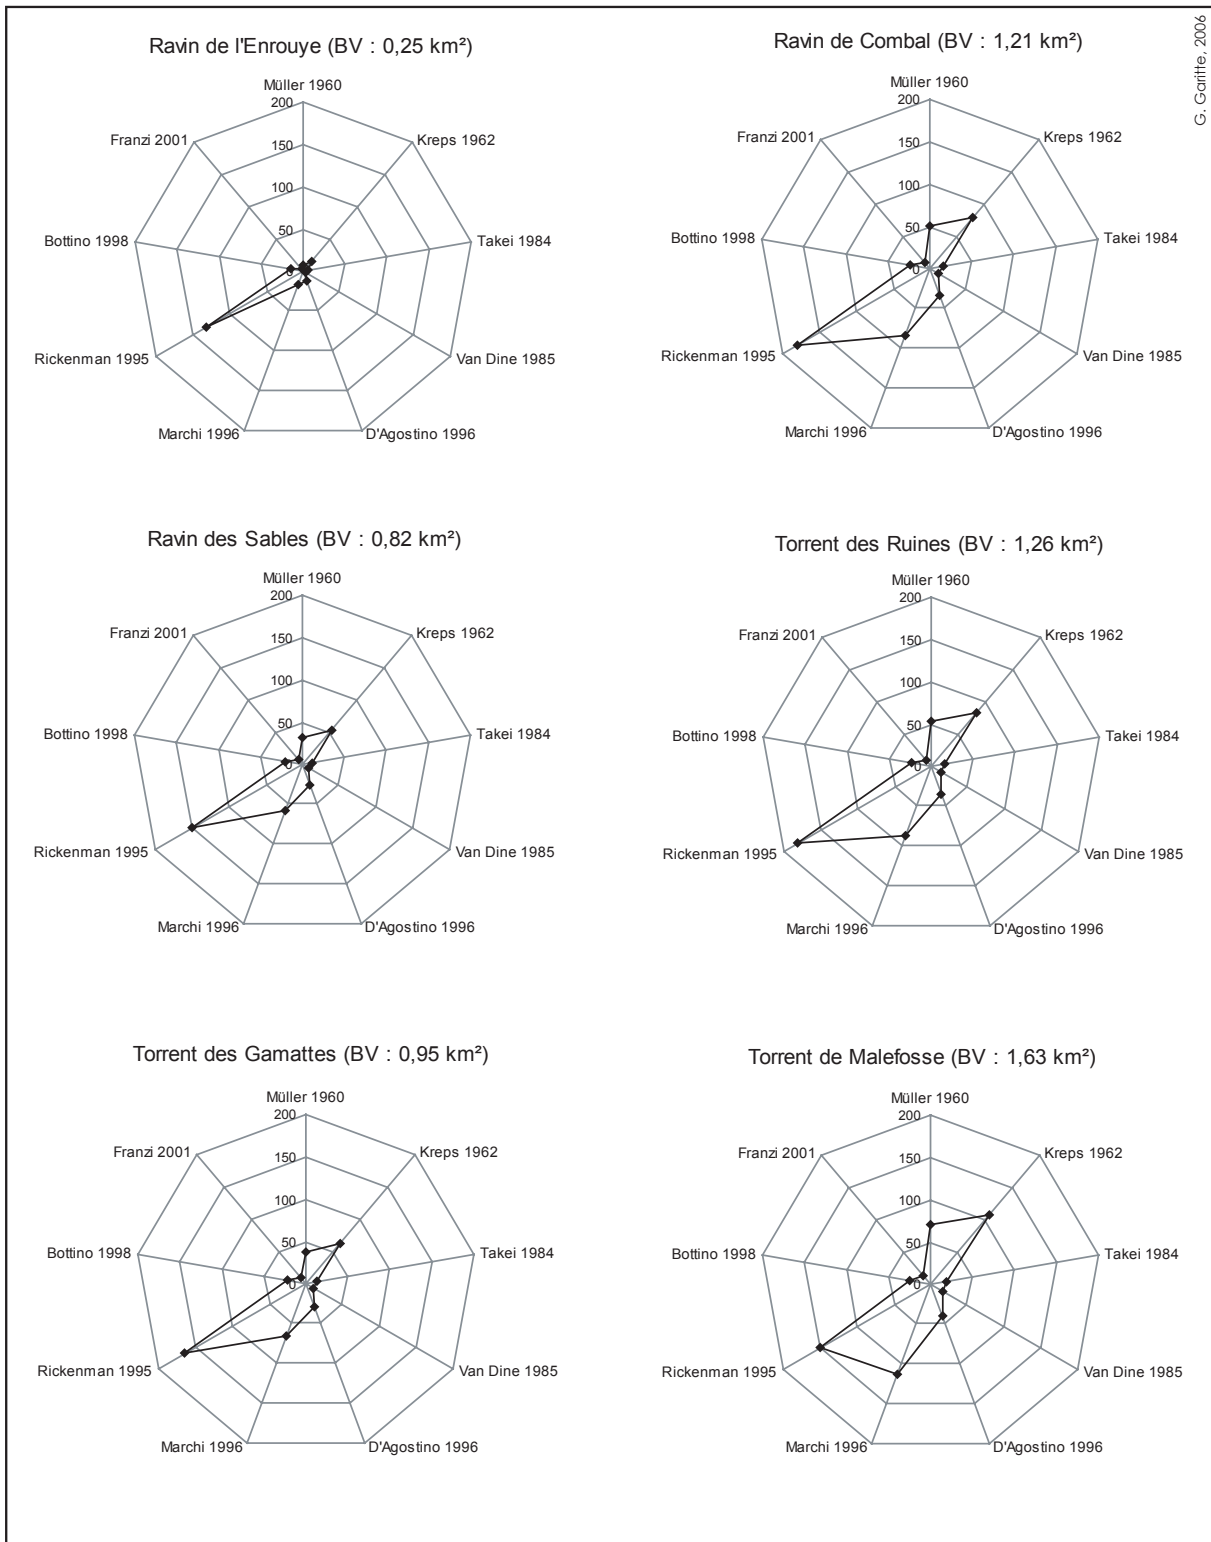 G. Garitte, 2006
Ravin de l'Enrouye (BV : 0,25 km²)
Müller 1960
200
150
100
50
0
Kreps 1962
Takei 1984
Van Dine 1985
D'Agostino 1996
Marchi 1996
Rickenman 1995
Bottino 1998
Franzi 2001
Ravin de Combal (BV : 1,21 km²)
Müller 1960
200
150
100
50
0
Kreps 1962
Takei 1984
Van Dine 1985
D'Agostino 1996
Marchi 1996
Rickenman 1995
Bottino 1998
Franzi 2001
Ravin des Sables (BV : 0,82 km²)
Müller 1960
200
150
100
50
0
Kreps 1962
Takei 1984
Van Dine 1985
D'Agostino 1996
Marchi 1996
Rickenman 1995
Bottino 1998
Franzi 2001
Torrent des Ruines (BV : 1,26 km²)
Müller 1960
200
150
100
50
0
Kreps 1962
Takei 1984
Van Dine 1985
D'Agostino 1996
Marchi 1996
Rickenman 1995
Bottino 1998
Franzi 2001
Torrent des Gamattes (BV : 0,95 km²)
Müller 1960
200
150
100
50
0
Kreps 1962
Takei 1984
Van Dine 1985
D'Agostino 1996
Marchi 1996
Rickenman 1995
Bottino 1998
Franzi 2001
Torrent de Malefosse (BV : 1,63 km²)
Müller 1960
200
150
100
50
0
Kreps 1962
Takei 1984
Van Dine 1985
D'Agostino 1996
Marchi 1996
Rickenman 1995
Bottino 1998
Franzi 2001